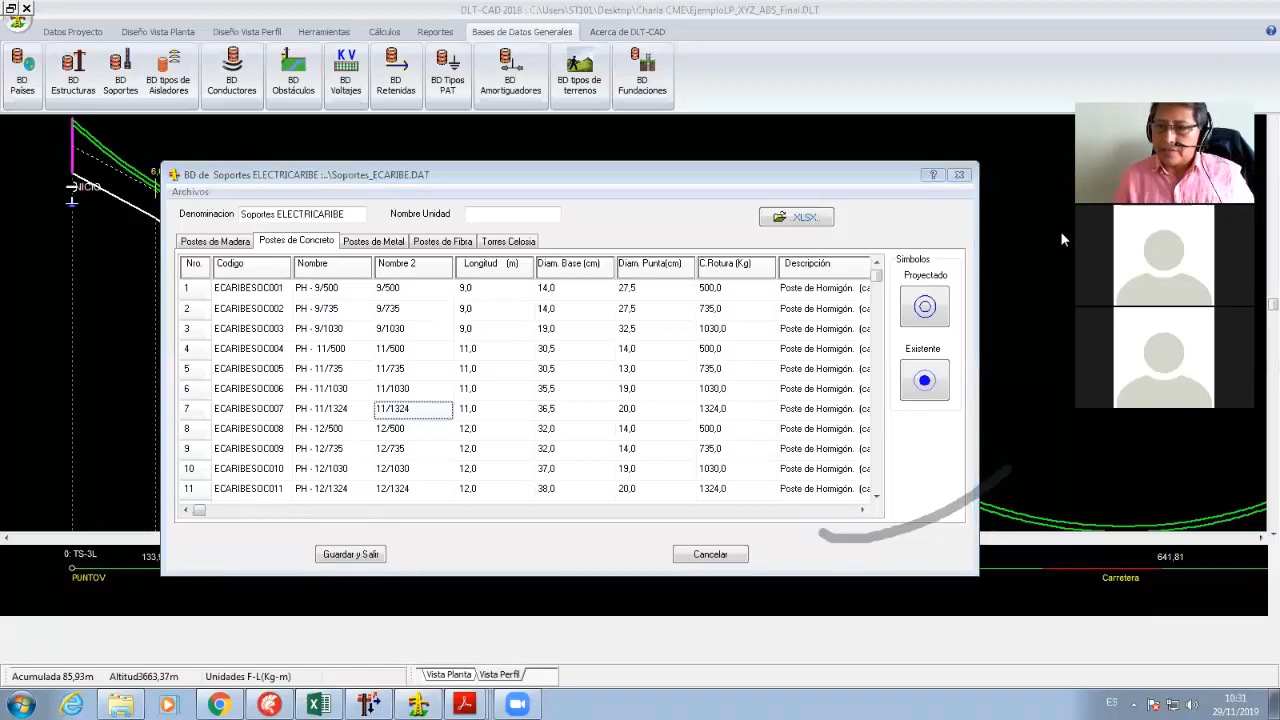 DLT-CAD 2018 : C:\Users\ST101\Desktop\Charla CME\EjemploLP_XYZ_ABS_Final.DLT
Datos Proyecto Diseño Vista Planta Diseño Vista Perfil Herramientas Cálculos Reportes Bases de Datos Generales Acerca de DLT-CAD
BD Países
BD Estructuras
BD Soportes
BD tipos de Aisladores
BD Conductores
BD Obstáculos
KV
BD Voltajes
BD Retenidas
BD Tipos PAT
BD Amortiguadores
BD tipos de terrenos
BD Fundaciones
INICIO
BD de Soportes ELECTRICARIBE :..\Soportes_ECARIBE.DAT
Archivos
Denominacion Soportes ELECTRICARIBE Nombre Unidad .XLSX..
Postes de Madera Postes de Concreto Postes de Metal Postes de Fibra Torres Celosia
Nro. Codigo Nombre Nombre 2 Longitud (m) Diam. Base (cm) Diam. Punta(cm) C.Rotura (Kg) Descripción
1 ECARIBESOC001 PH - 9/500 9/500 9,0 14,0 27,5 500,0 Poste de Hormigón. (ca
2 ECARIBESOC002 PH - 9/735 9/735 9,0 14,0 27,5 735,0 Poste de Hormigón. (ca
3 ECARIBESOC003 PH - 9/1030 9/1030 9,0 19,0 32,5 1030,0 Poste de Hormigón. (ca
4 ECARIBESOC004 PH - 11/500 11/500 11,0 30,5 14,0 500,0 Poste de Hormigón. (ca
5 ECARIBESOC005 PH - 11/735 11/735 11,0 30,5 13,0 735,0 Poste de Hormigón. (ca
6 ECARIBESOC006 PH - 11/1030 11/1030 11,0 35,5 19,0 1030,0 Poste de Hormigón. (ca
7 ECARIBESOC007 PH - 11/1324 11/1324 11,0 36,5 20,0 1324,0 Poste de Hormigón. (ca
8 ECARIBESOC008 PH - 12/500 12/500 12,0 32,0 14,0 500,0 Poste de Hormigón. (ca
9 ECARIBESOC009 PH - 12/735 12/735 12,0 32,0 14,0 735,0 Poste de Hormigón. (ca
10 ECARIBESOC010 PH - 12/1030 12/1030 12,0 37,0 19,0 1030,0 Poste de Hormigón. (ca
11 ECARIBESOC011 PH - 12/1324 12/1324 12,0 38,0 20,0 1324,0 Poste de Hormigón. (ca
Simbolos
Proyectado
Existente
Guardar y Salir Cancelar
0: TS-3L 133,9 641,81
PUNTOV Carretera
Acumulada 85,93m Altitud3663,37m Unidades F-L(Kg-m) Vista Planta Vista Perfil
ES 10:31
29/11/2019